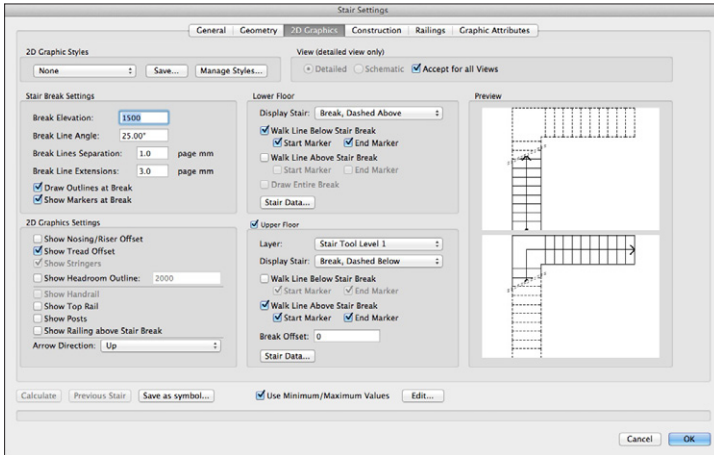 Stair Settings
General Geometry 2D Graphics Construction Railings Graphic Attributes
2D Graphic Styles
None Save... Manage Styles...
View (detailed view only)
Detailed Schematic Accept for all Views
Stair Break Settings
Break Elevation: 1500
Break Line Angle: 25.00°
Break Lines Separation: 1.0 page mm
Break Line Extensions: 3.0 page mm
Draw Outlines at Break
Show Markers at Break
2D Graphics Settings
Show Nosing/Riser Offset
Show Tread Offset
Show Stringers
Show Headroom Outline: 2000
Show Handrail
Show Top Rail
Show Posts
Show Railing above Stair Break
Arrow Direction: Up
Lower Floor
Display Stair: Break, Dashed Above
Walk Line Below Stair Break
Start Marker End Marker
Walk Line Above Stair Break
Start Marker End Marker
Draw Entire Break
Stair Data...
Upper Floor
Layer: Stair Tool Level 1
Display Stair: Break, Dashed Below
Walk Line Below Stair Break
Start Marker End Marker
Walk Line Above Stair Break
Start Marker End Marker
Break Offset: 0
Stair Data...
Preview
Calculate Previous Stair Save as symbol... Use Minimum/Maximum Values Edit...
Cancel OK